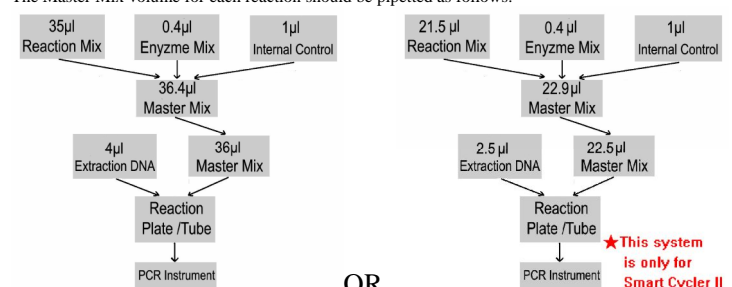 The Master Mix volume for each reaction should be pipetted as follows:
35µl
Reaction Mix
0.4µl
Enyzme Mix
1µl
Internal Control
36.4µl
Master Mix
4µl
Extraction DNA
36µl
Master Mix
Reaction
Plate /Tube
PCR Instrument
OR
21.5 µl
Reaction Mix
0.4 µl
Enyzme Mix
1µl
Internal Control
22.9µl
Master Mix
2.5 µl
Extraction DNA
22.5 µl
Master Mix
Reaction
Plate /Tube
PCR Instrument
★This system
is only for
Smart Cycler II